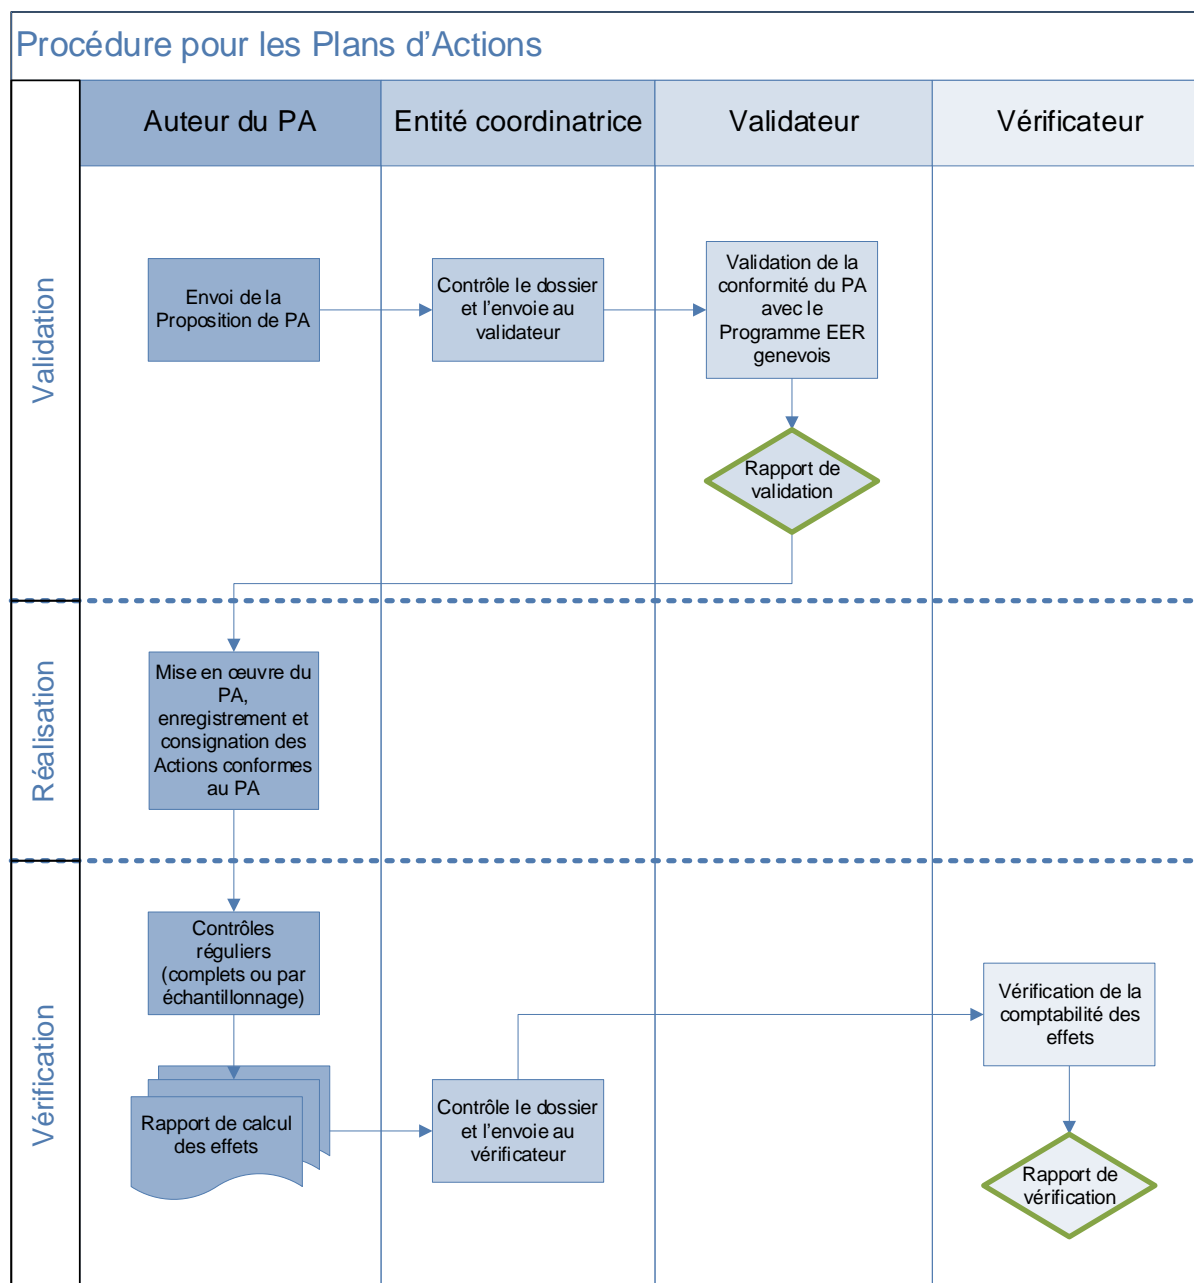 Procédure pour les Plans d’Actions
Auteur du PA
Entité coordinatrice
Validateur
Vérificateur
Validation
Envoi de la
Proposition de PA
Contrôle le dossier
et l’envoie au
validateur
Validation de la
conformité du PA
avec le
Programme EER
genevois
Rapport de
validation
Réalisation
Mise en œuvre du
PA,
enregistrement et
consignation des
Actions conformes
au PA
Vérification
Contrôles
réguliers
(complets ou par
échantillonnage)
Vérification de la
comptabilité des
effets
Rapport de calcul
des effets
Contrôle le dossier
et l’envoie au
vérificateur
Rapport de
vérification